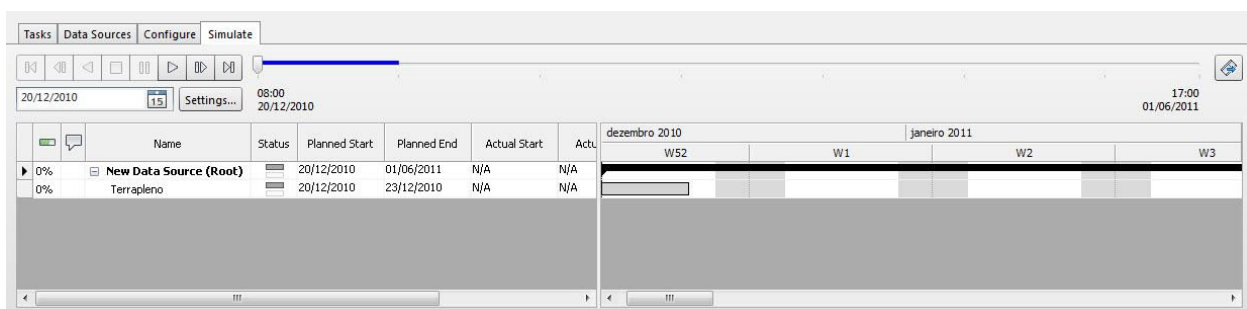 Tasks Data Sources Configure Simulate
20/12/2010 15 Settings...
08:00
20/12/2010
17:00
01/06/2011
Name Status Planned Start Planned End Actual Start Actu
dezembro 2010 janeiro 2011
W52 W1 W2 W3
0% New Data Source (Root) 20/12/2010 01/06/2011 N/A N/A
0% Terrapleno 20/12/2010 23/12/2010 N/A N/A